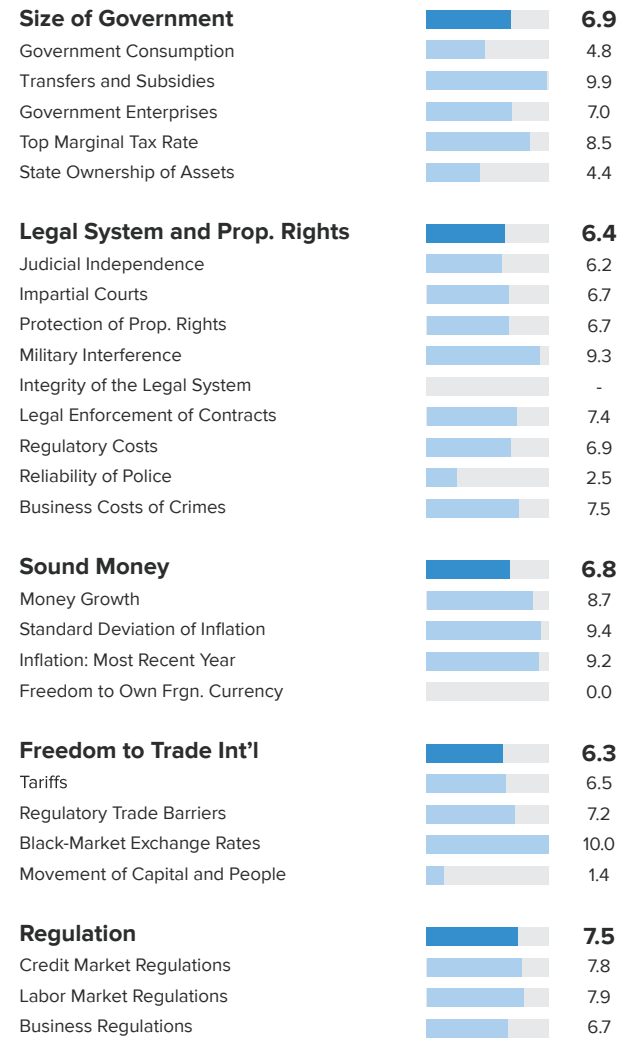 Size of Government 6.9
Government Consumption 4.8
Transfers and Subsidies 9.9
Government Enterprises 7.0
Top Marginal Tax Rate 8.5
State Ownership of Assets 4.4
Legal System and Prop. Rights 6.4
Judicial Independence 6.2
Impartial Courts 6.7
Protection of Prop. Rights 6.7
Military Interference 9.3
Integrity of the Legal System -
Legal Enforcement of Contracts 7.4
Regulatory Costs 6.9
Reliability of Police 2.5
Business Costs of Crimes 7.5
Sound Money 6.8
Money Growth 8.7
Standard Deviation of Inflation 9.4
Inflation: Most Recent Year 9.2
Freedom to Own Frgn. Currency 0.0
Freedom to Trade Int’l 6.3
Tariffs 6.5
Regulatory Trade Barriers 7.2
Black-Market Exchange Rates 10.0
Movement of Capital and People 1.4
Regulation 7.5
Credit Market Regulations 7.8
Labor Market Regulations 7.9
Business Regulations 6.7